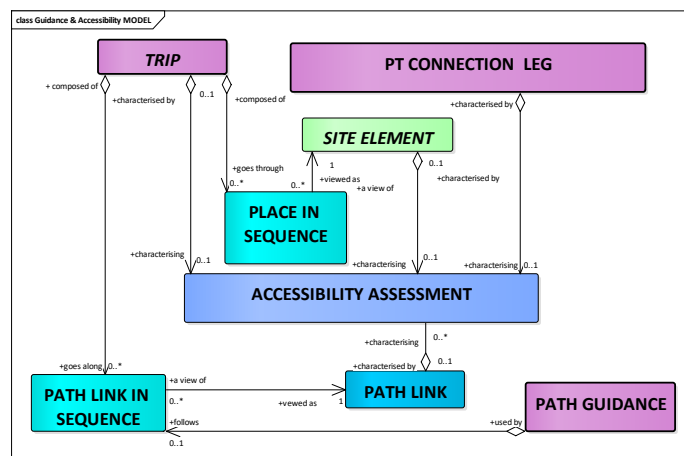 class Guidance & Accessibility MODEL
TRIP
PT CONNECTION LEG
+ composed of
+characterised by
0..1
+composed of
+characterised by
SITE ELEMENT
0..1
+characterised by
+goes through
0..*
1
+viewed as
0..*
+a view of
PLACE IN
SEQUENCE
+characterising
0..1
+characterising
0..1
+characterising
0..1
ACCESSIBILITY ASSESSMENT
+characterising
0..*
+goes along
0..*
+characterised by
0..1
PATH LINK IN
SEQUENCE
+a view of
0..*
+vewed as
1
PATH LINK
PATH GUIDANCE
+follows
0..1
+used by